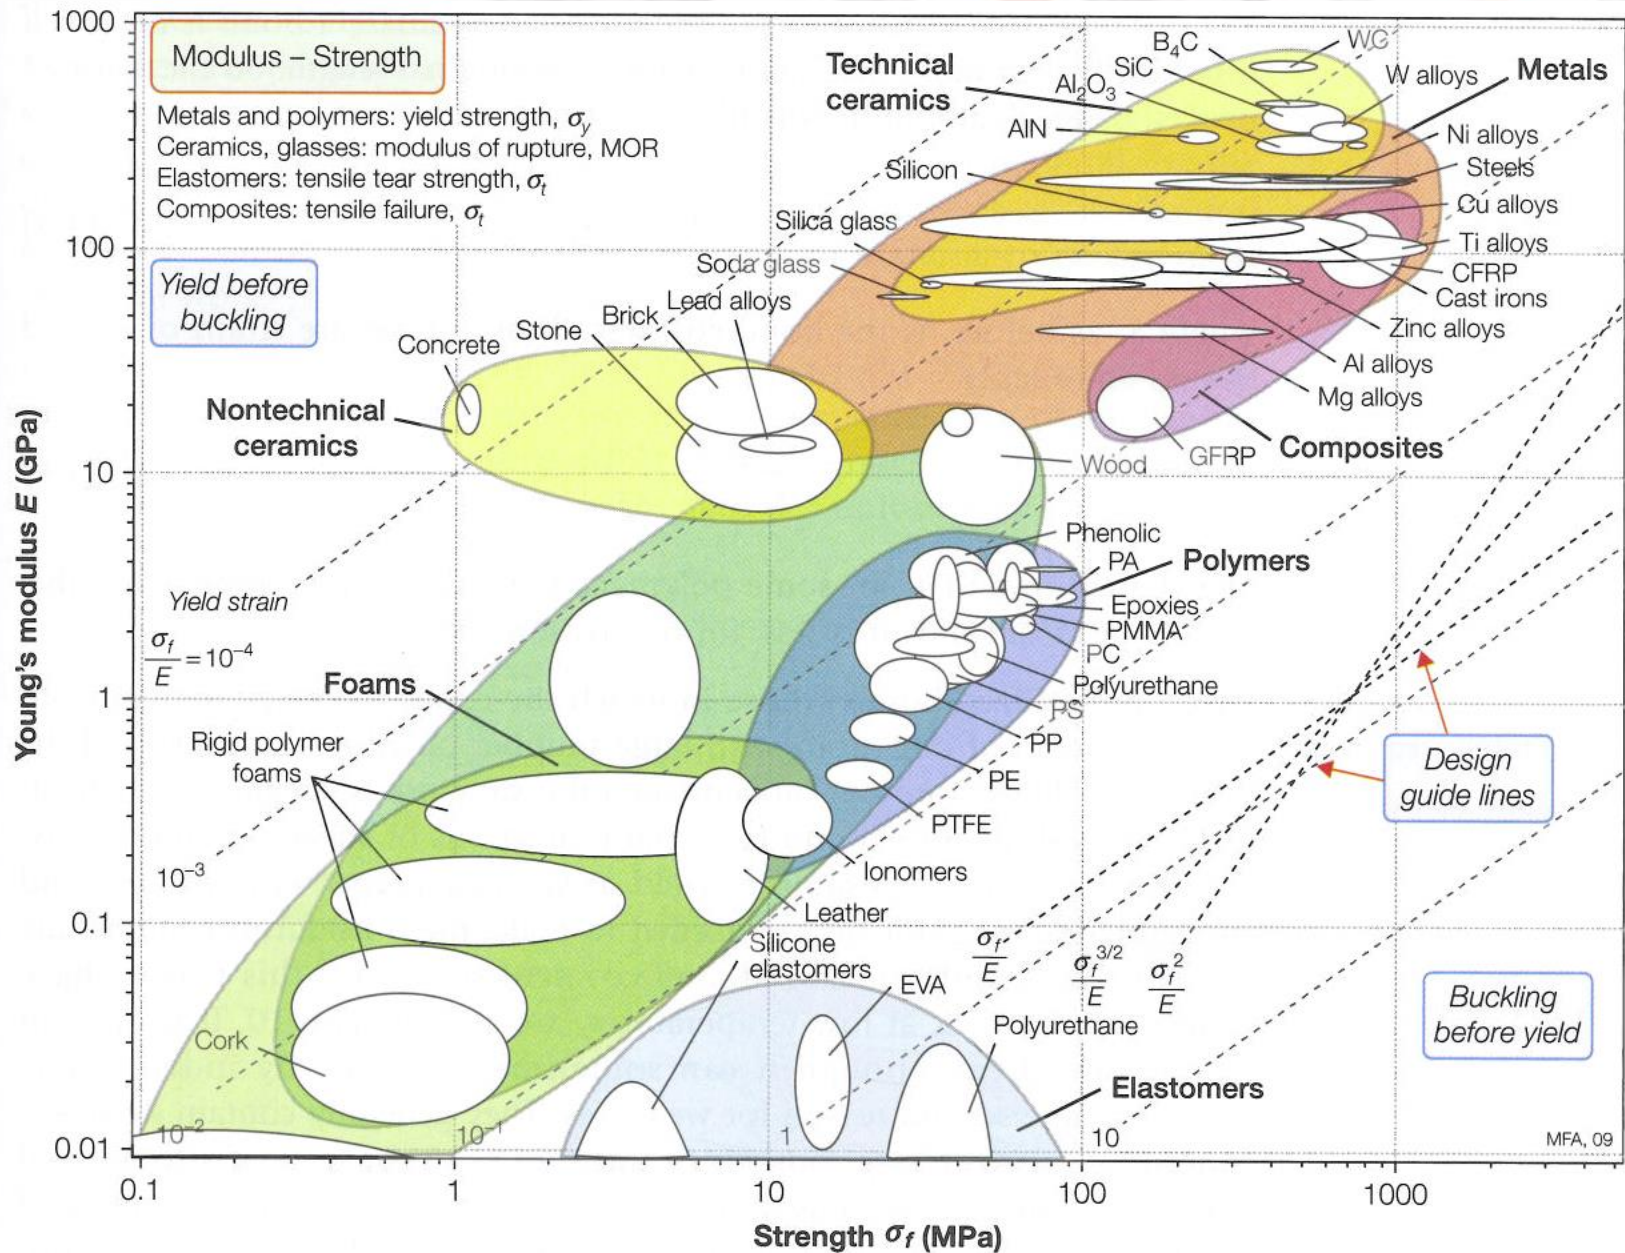 1000
Modulus – Strength
Metals and polymers: yield strength, σy
Ceramics, glasses: modulus of rupture, MOR
Elastomers: tensile tear strength, σt
Composites: tensile failure, σt
Technical
ceramics
B4C
WC
SiC
W alloys
Metals
Al2O3
AlN
Ni alloys
Steels
Silicon
Cu alloys
Silica glass
Ti alloys
100
Soda glass
CFRP
Yield before
buckling
Lead alloys
Cast irons
Brick
Stone
Zinc alloys
Concrete
Al alloys
Mg alloys
Nontechnical
ceramics
Composites
GFRP
Wood
10
Phenolic
PA
Polymers
Yield strain
Epoxies
PMMA
σf/E = 10⁻⁴
PC
Foams
Polyurethane
1
PS
Rigid polymer
foams
PP
PE
Design
guide lines
PTFE
10⁻³
Ionomers
Leather
0.1
Silicone
elastomers
σf/E
σf^3/2/E
σf^2/E
EVA
Polyurethane
Buckling
before yield
Cork
Elastomers
10⁻²
10⁻¹
1
10
MFA, 09
0.01
0.1
1
10
100
1000
Strength σf (MPa)
Young's modulus E (GPa)